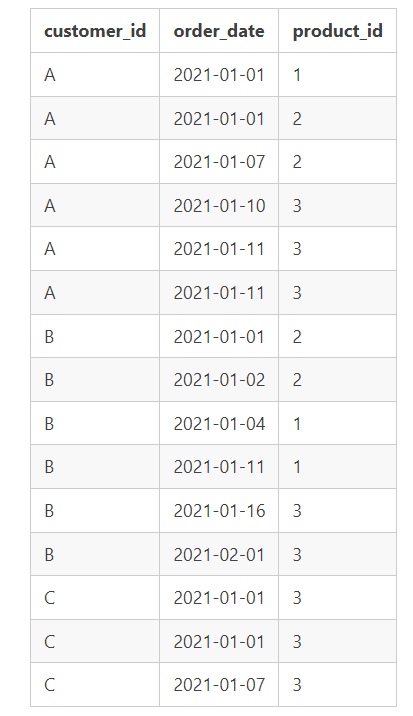 customer_id order_date product_id
A 2021-01-01 1
A 2021-01-01 2
A 2021-01-07 2
A 2021-01-10 3
A 2021-01-11 3
A 2021-01-11 3
B 2021-01-01 2
B 2021-01-02 2
B 2021-01-04 1
B 2021-01-11 1
B 2021-01-16 3
B 2021-02-01 3
C 2021-01-01 3
C 2021-01-01 3
C 2021-01-07 3